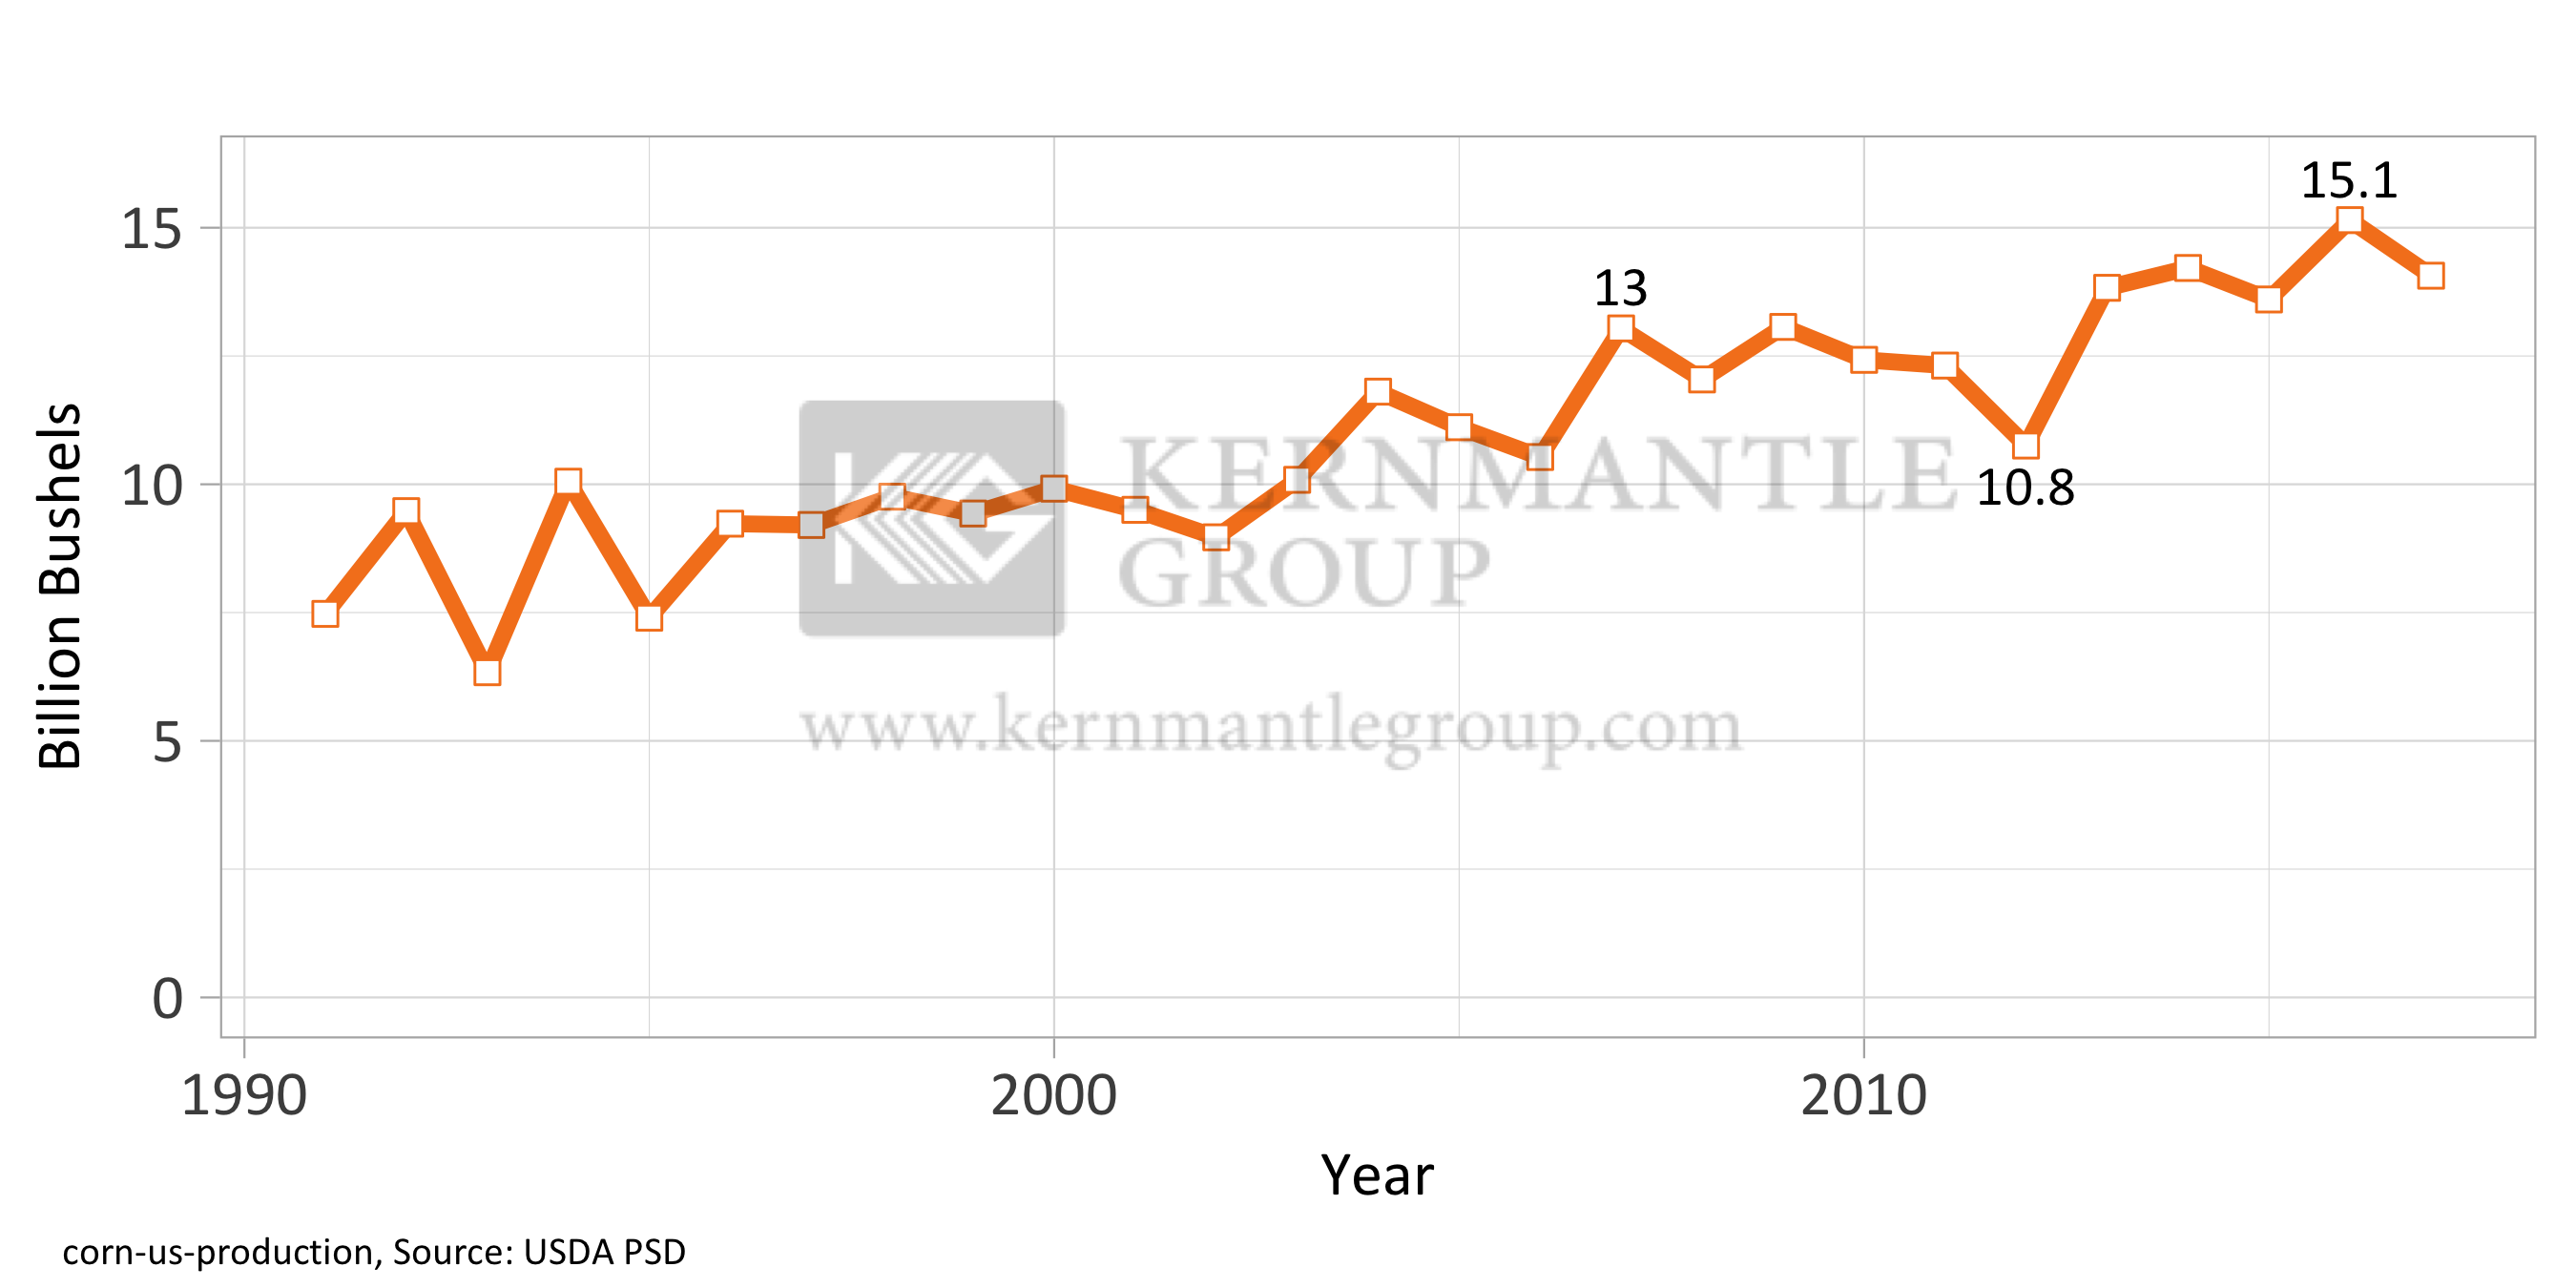 15.1
15
13
10
10.8
5
0
Billion Bushels
KERNMANTLE
GROUP
www.kernmantlegroup.com
1990 2000 2010
Year
corn-us-production, Source: USDA PSD